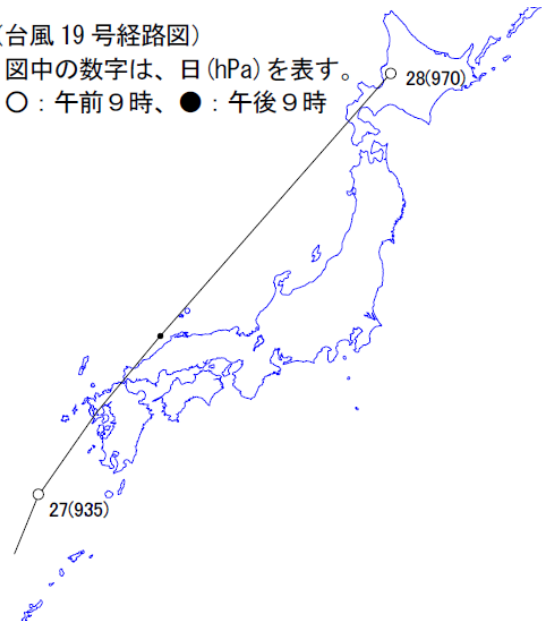 (台風 19 号経路図)
図中の数字は、日(hPa)を表す。
○：午前９時、●：午後９時
28(970)
27(935)